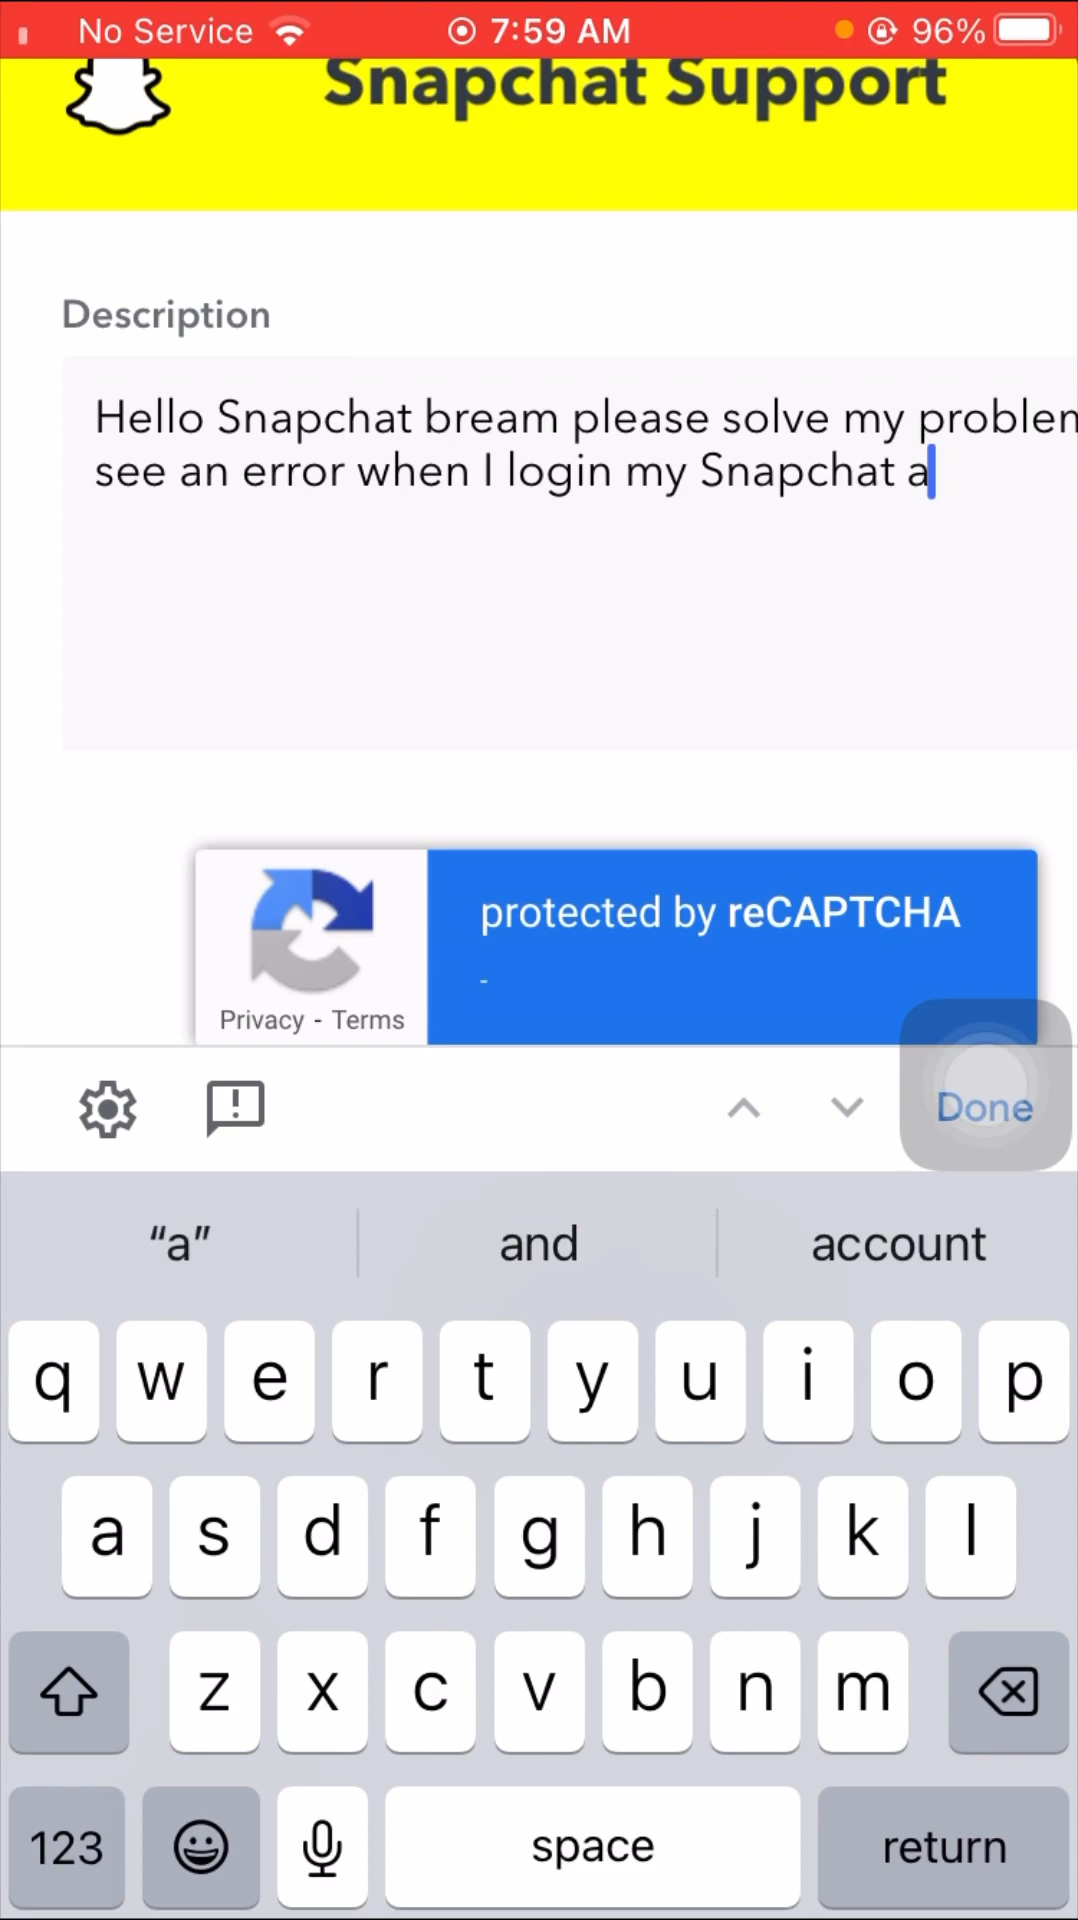 No Service 7:59 AM 96%
Snapchat Support
Description
Hello Snapchat bream please solve my
see an error when I login my Snapchat a
protected by reCAPTCHA
-
Privacy - Terms
Done
“a” and account
q w e r t y u i o p
a s d f g h j k l
z x c v b n m
123 space return